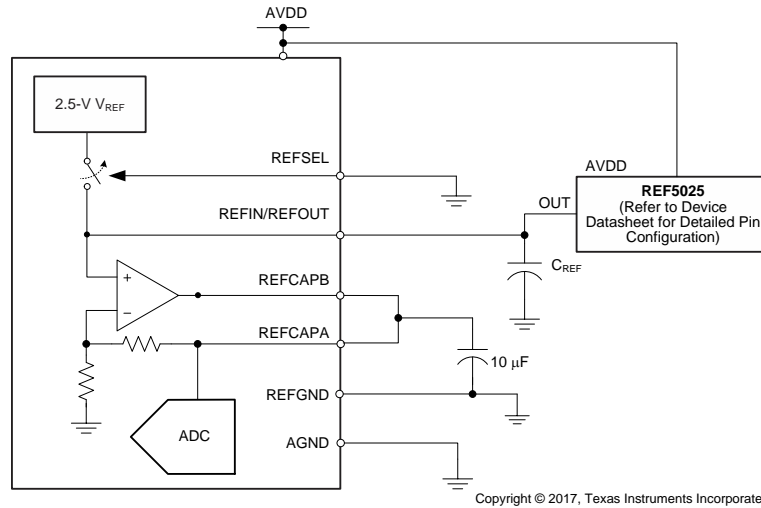 AVDD
2.5-V VREF
REFSEL
AVDD
OUT
REF5025
(Refer to Device
Datasheet for Detailed Pin
Configuration)
REFIN/REFOUT
CREF
+
−
REFCAPB
REFCAPA
10 μF
REFGND
ADC
AGND
Copyright © 2017, Texas Instruments Incorporate